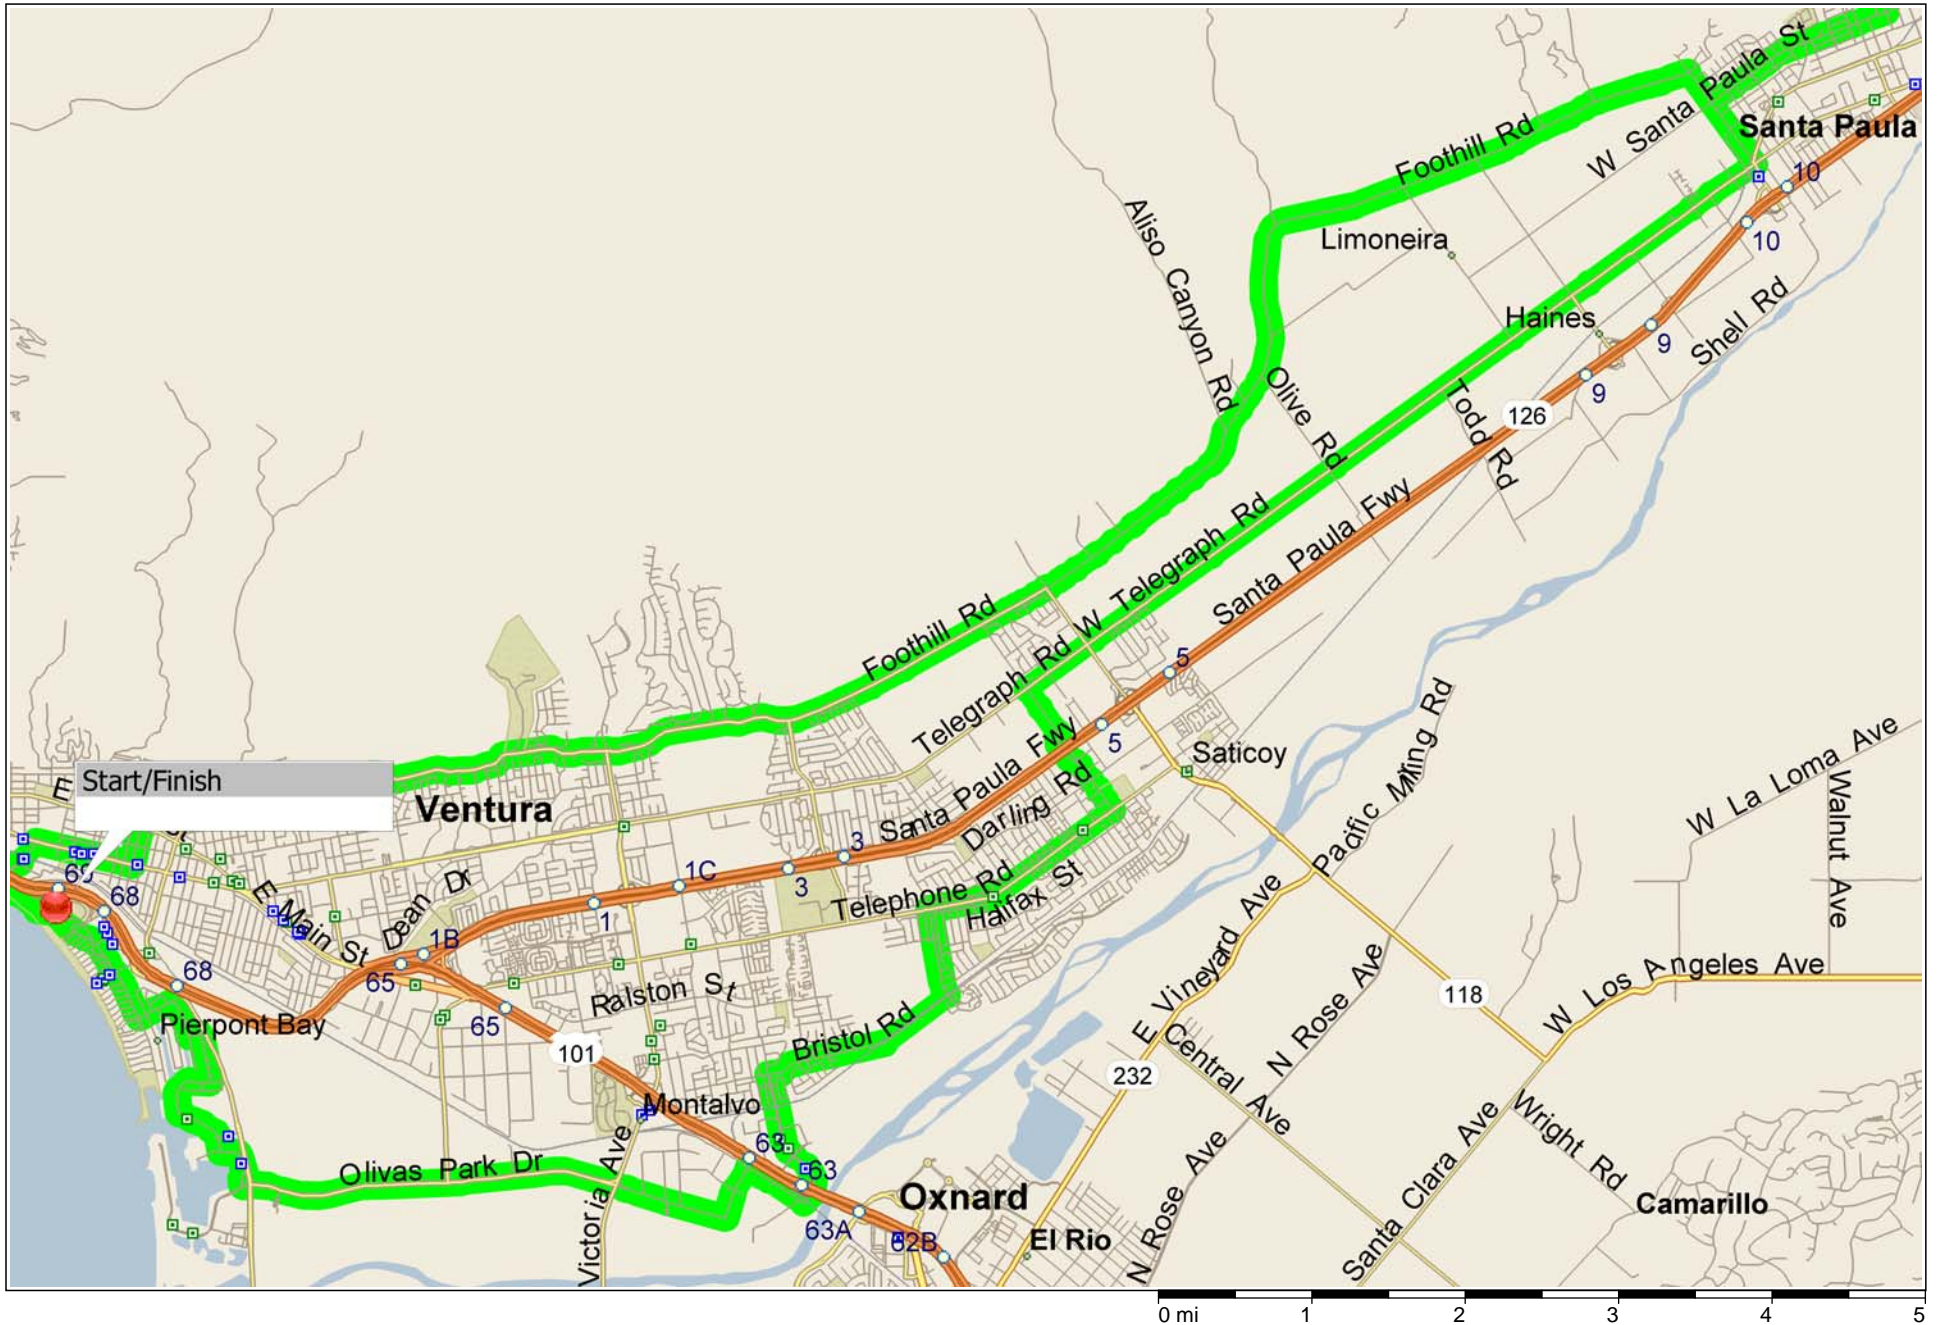 Santa Paula St
W Santa
Santa Paula
Foothill Rd
10
10
Aliso Canyon Rd
Limoneira
Haines
9
9
Shell Rd
Olive Rd
Todd Rd
126
W Telegraph Rd
Santa Paula Fwy
Foothill Rd
Telegraph Rd
5
5
Saticoy
Pacific
Rd
W La Loma Ave
Walnut Ave
E
Start/Finish
Ventura
Santa Paula Fwy
Darling Rd
3
3
1C
1
69
68
E Main St
Dean Dr
1B
65
65
Telephone Rd
Halifax St
68
Pierpont Bay
Ralston St
101
Bristol Rd
E Vineyard Ave
N Rose Ave
118
W Los Angeles Ave
232
Central Ave
Montalvo
63
63
Olivas Park Dr
Victoria Ave
63A
62B
Oxnard
El Rio
N Rose Ave
Santa Clara Ave
Wright Rd
Camarillo
0 mi 1 2 3 4 5